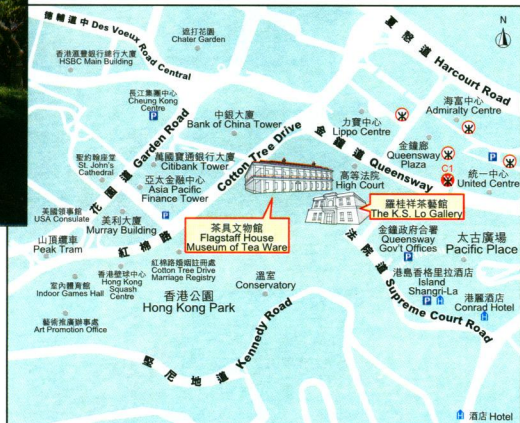 德輔道中 Des Voeux Road Central
遮打花園
Chater Garden
夏慤道 Harcourt Road
N
香港滙豐銀行總行大廈
HSBC Main Building
長江集團中心
Cheung Kong
Centre
P
中銀大廈
Bank of China Tower
力寶中心
Lippo Centre
海富中心
Admiralty Centre
花園道 Garden Road
Cotton Tree Drive
金鐘道 Queensway
金鐘廊
Queensway
Plaza
C1
統一中心
United Centre
聖約翰座堂
St. John's
Cathedral
萬國寶通銀行大廈
Citibank Tower
亞太金融中心
Asia Pacific
Finance Tower
高等法院
High Court
羅桂祥茶藝館
The K.S. Lo Gallery
美國領事館
USA Consulate
美利大廈
Murray Building
P
茶具文物館
Flagstaff House
Museum of Tea Ware
金鐘政府合署
Queensway
Gov't Offices
P
太古廣場
Pacific Place
山頂纜車
Peak Tram
紅棉路
紅棉路婚姻註冊處
Cotton Tree Drive
Marriage Registry
香港壁球中心
Hong Kong
Squash
Centre
室內體育館
Indoor Games Hall
溫室
Conservatory
法院道 Supreme Court Road
港島香格里拉酒店
Island
Shangri-La
P H
港麗酒店
Conrad Hotel
H
香港公園
Hong Kong Park
藝術推廣辦事處
Art Promotion Office
堅尼地道 Kennedy Road
H 酒店 Hotel